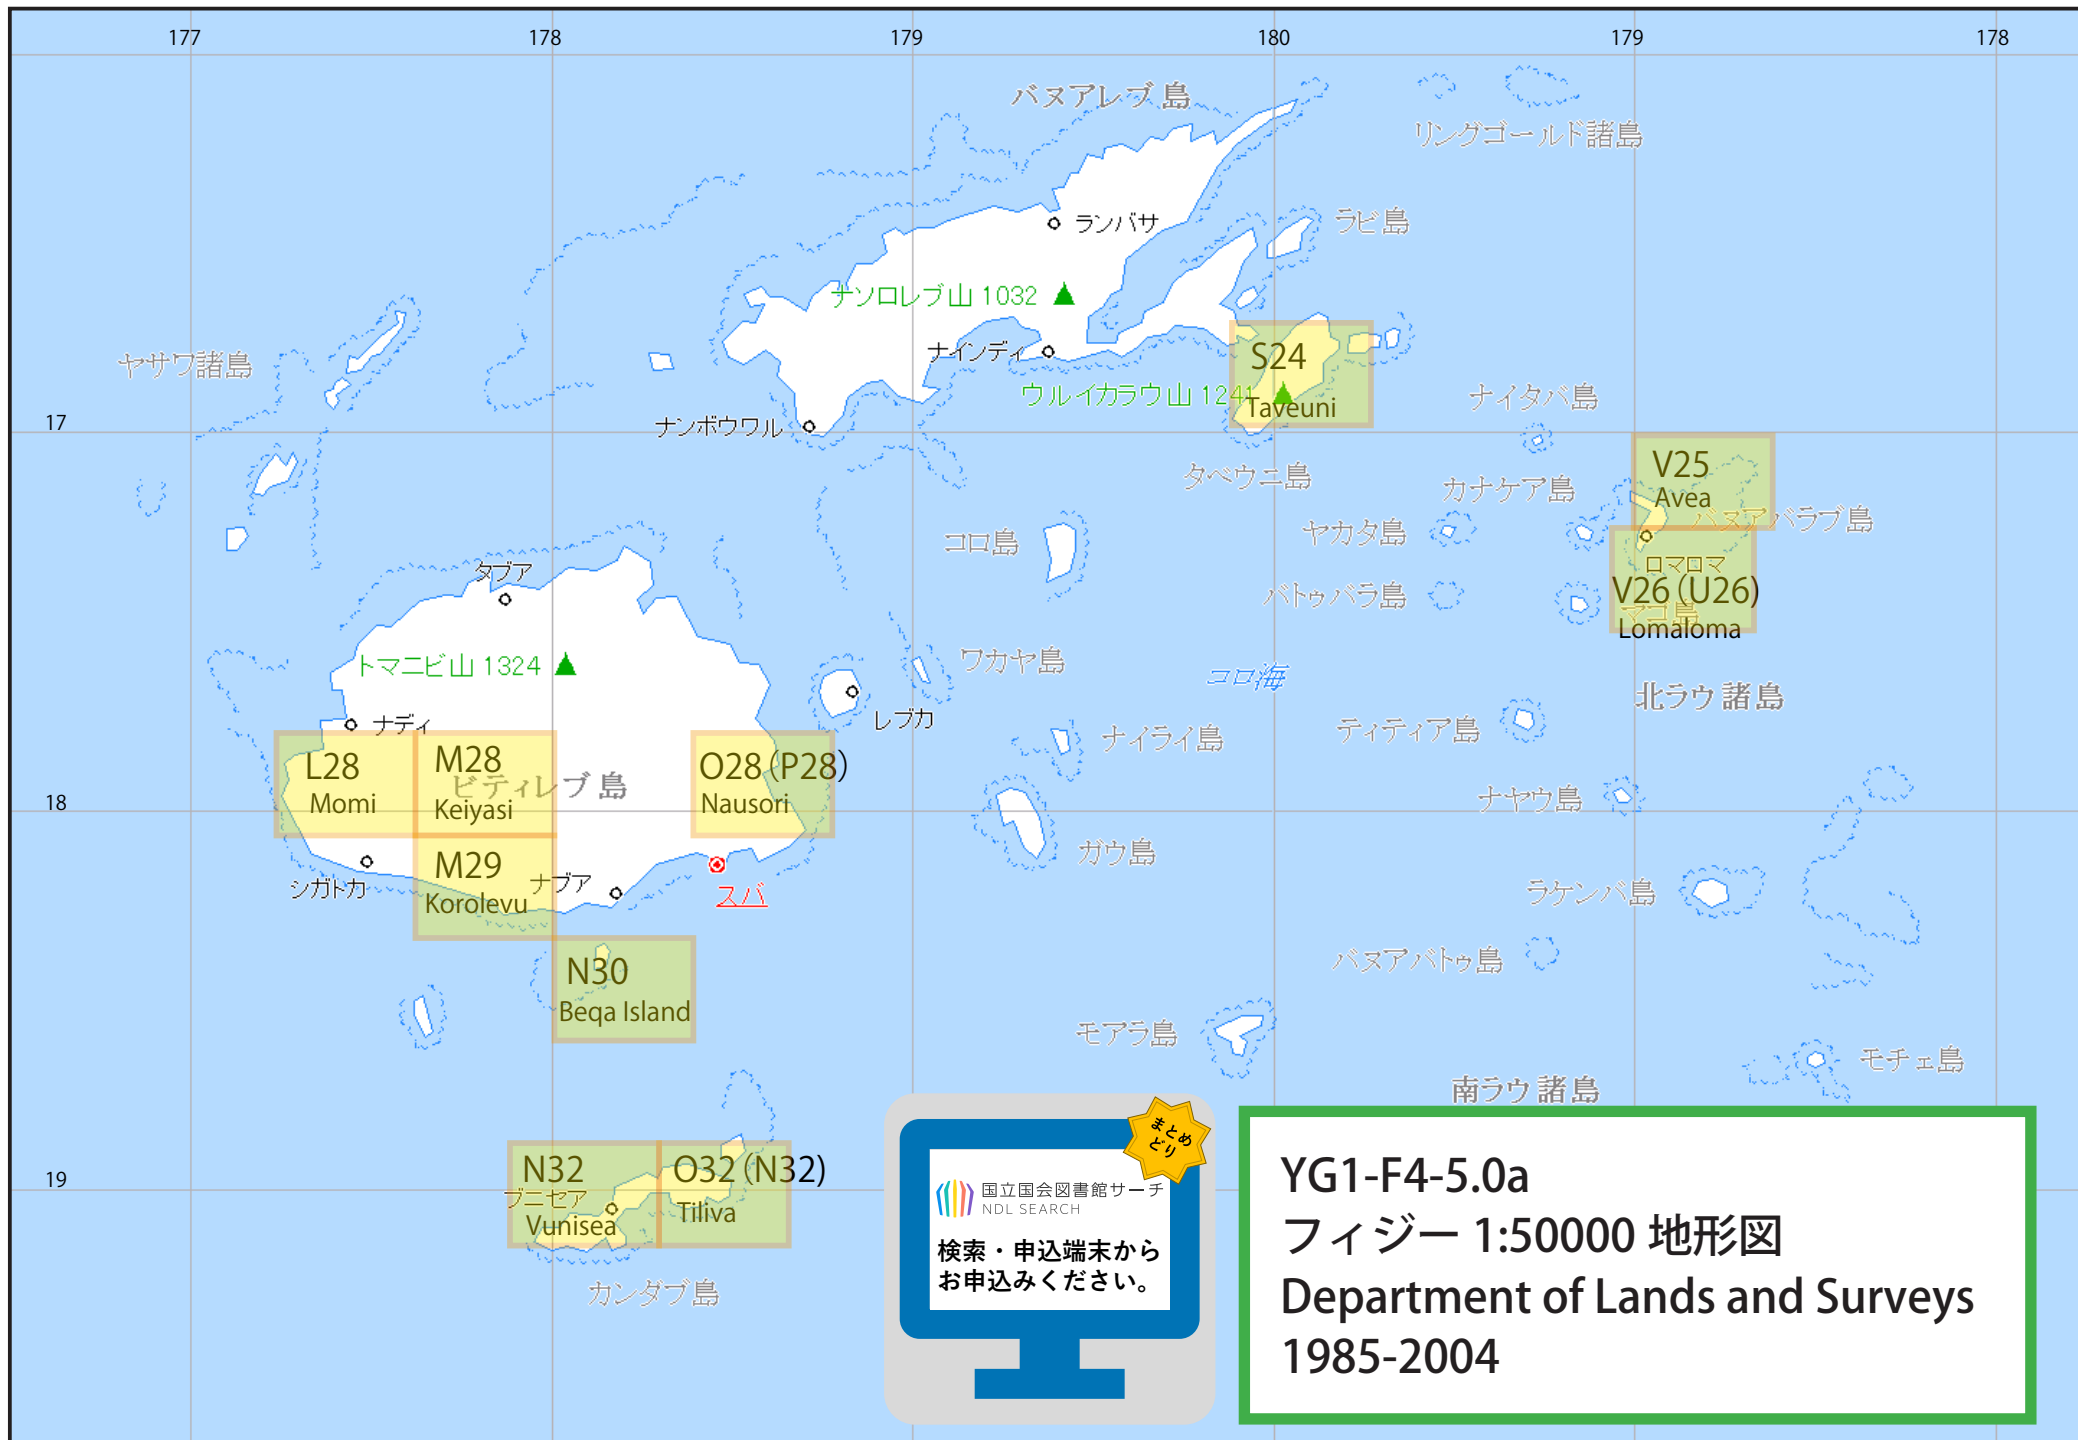 177 178 179 180 179 178
バヌアレブ島
リングゴールド諸島
ランバサ
ラビ島
ナソロレブ山 1032
ナインディ
ヤサワ諸島
S24
ウルイカラウ山 1241
Taveuni
ナイタバ島
17
ナンボウワル
タベウニ島
V25
カナケア島
Avea
バヌアバラブ島
ヤカタ島
コロ島
ロマロマ
タブア
バトゥバラ島
V26 (U26)
マゴ島
Lomaloma
トマニビ山 1324
ワカヤ島
コロ海
北ラウ諸島
レブカ
ナディ
ティティア島
ナイライ島
L28
M28
O28 (P28)
ビティレブ島
Momi
Keiyasi
Nausori
18
ナヤウ島
ガウ島
M29
シガトカ
ナブア
スバ
Korolevu
ラケンバ島
N30
バヌアバトゥ島
Beqa Island
モアラ島
モチェ島
南ラウ諸島
19
N32
O32 (N32)
ブニセア
Vunisea
Tiliva
カンダブ島
まとめ
どり
国立国会図書館サーチ
NDL SEARCH
検索・申込端末から
お申込みください。
YG1-F4-5.0a
フィジー 1:50000 地形図
Department of Lands and Surveys
1985-2004